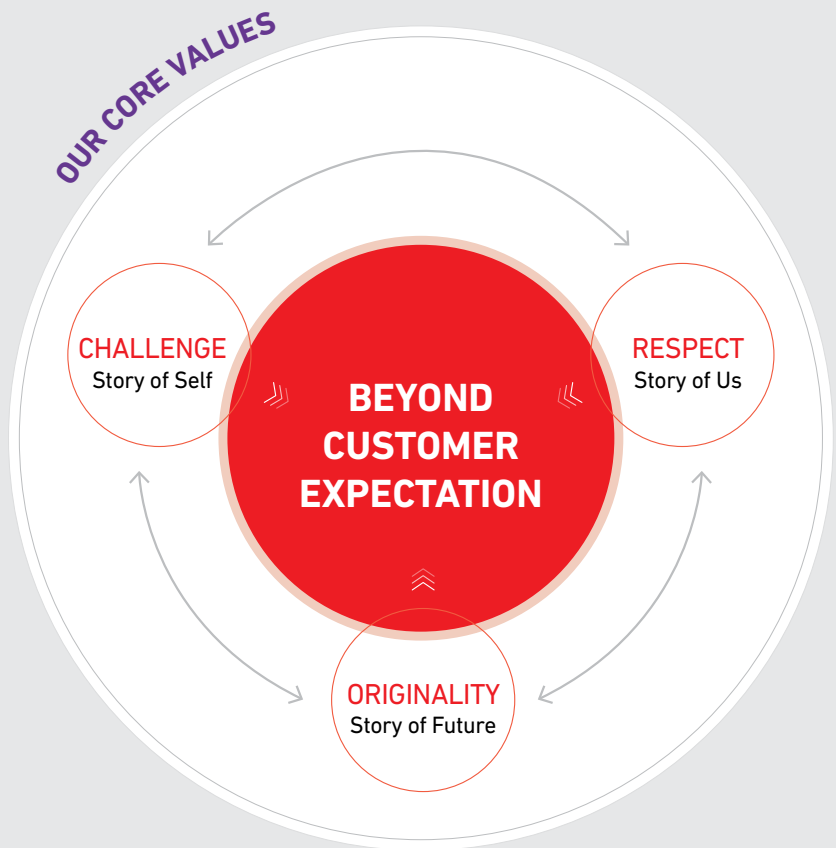 OUR CORE VALUES
CHALLENGE
Story of Self
RESPECT
Story of Us
BEYOND
CUSTOMER
EXPECTATION
ORIGINALITY
Story of Future